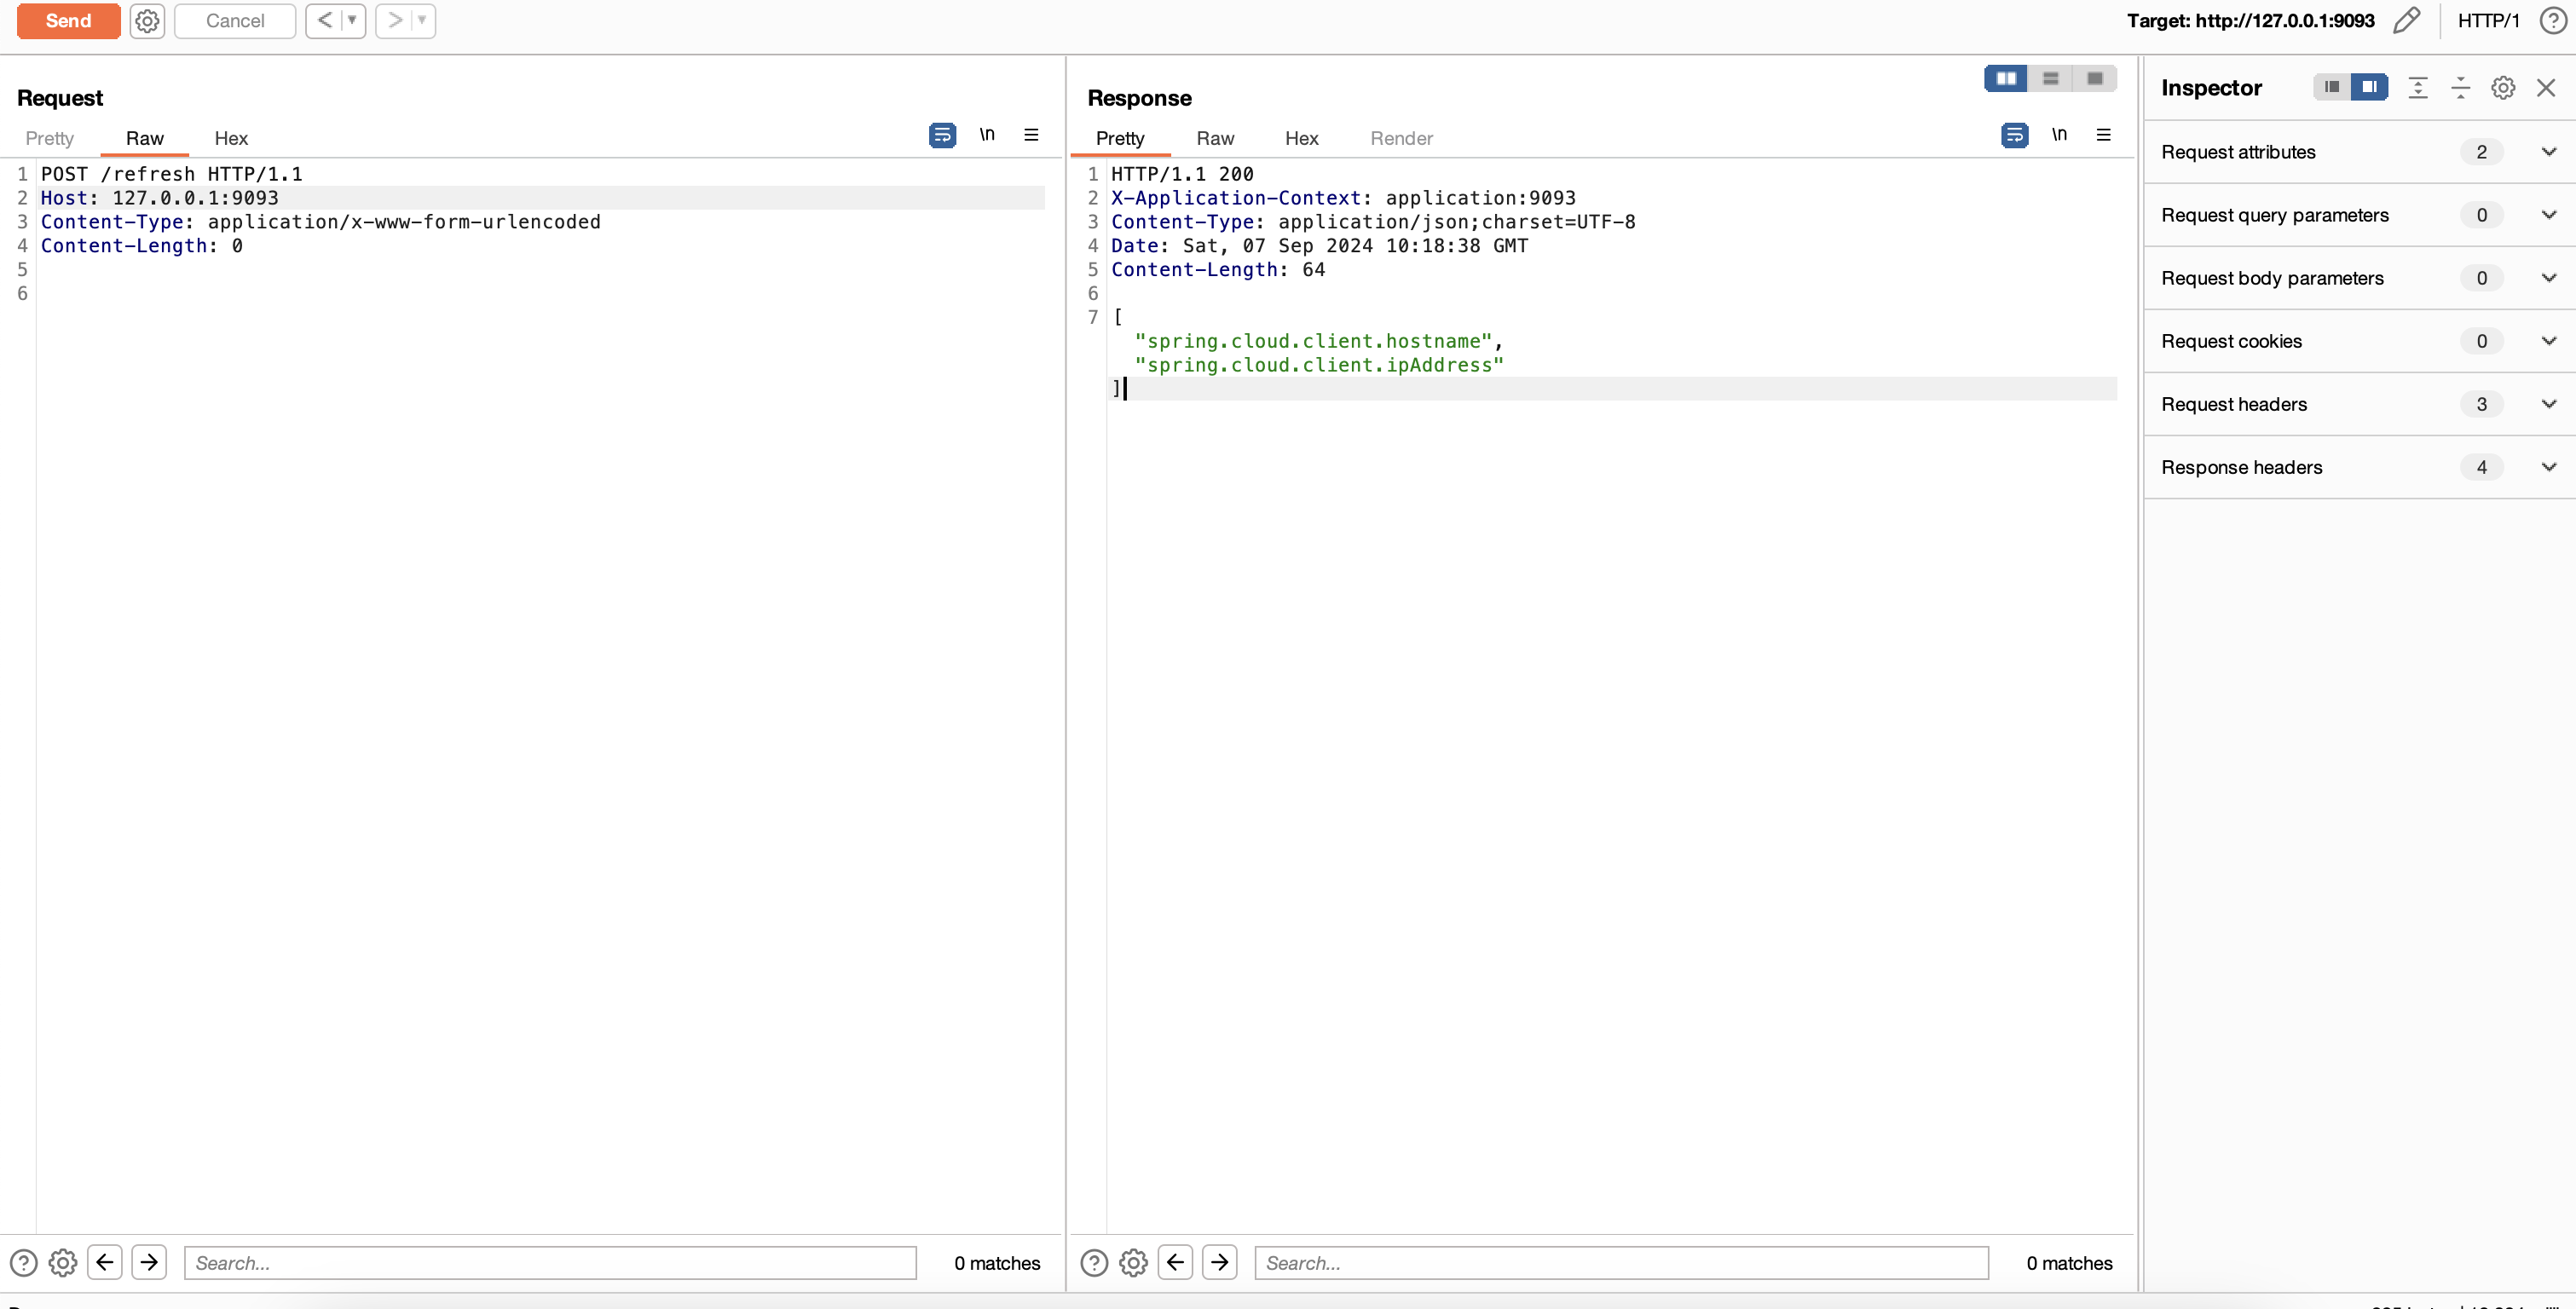 Send Cancel < > Target: http://127.0.0.1:9093 HTTP/1
Request
Pretty Raw Hex \n
1 POST /refresh HTTP/1.1
2 Host: 127.0.0.1:9093
3 Content-Type: application/x-www-form-urlencoded
4 Content-Length: 0
5
6
Search... 0 matches
Response
Pretty Raw Hex Render \n
1 HTTP/1.1 200
2 X-Application-Context: application:9093
3 Content-Type: application/json;charset=UTF-8
4 Date: Sat, 07 Sep 2024 10:18:38 GMT
5 Content-Length: 64
6
7 [
"spring.cloud.client.hostname",
"spring.cloud.client.ipAddress"
]
Search... 0 matches
Inspector
Request attributes 2
Request query parameters 0
Request body parameters 0
Request cookies 0
Request headers 3
Response headers 4